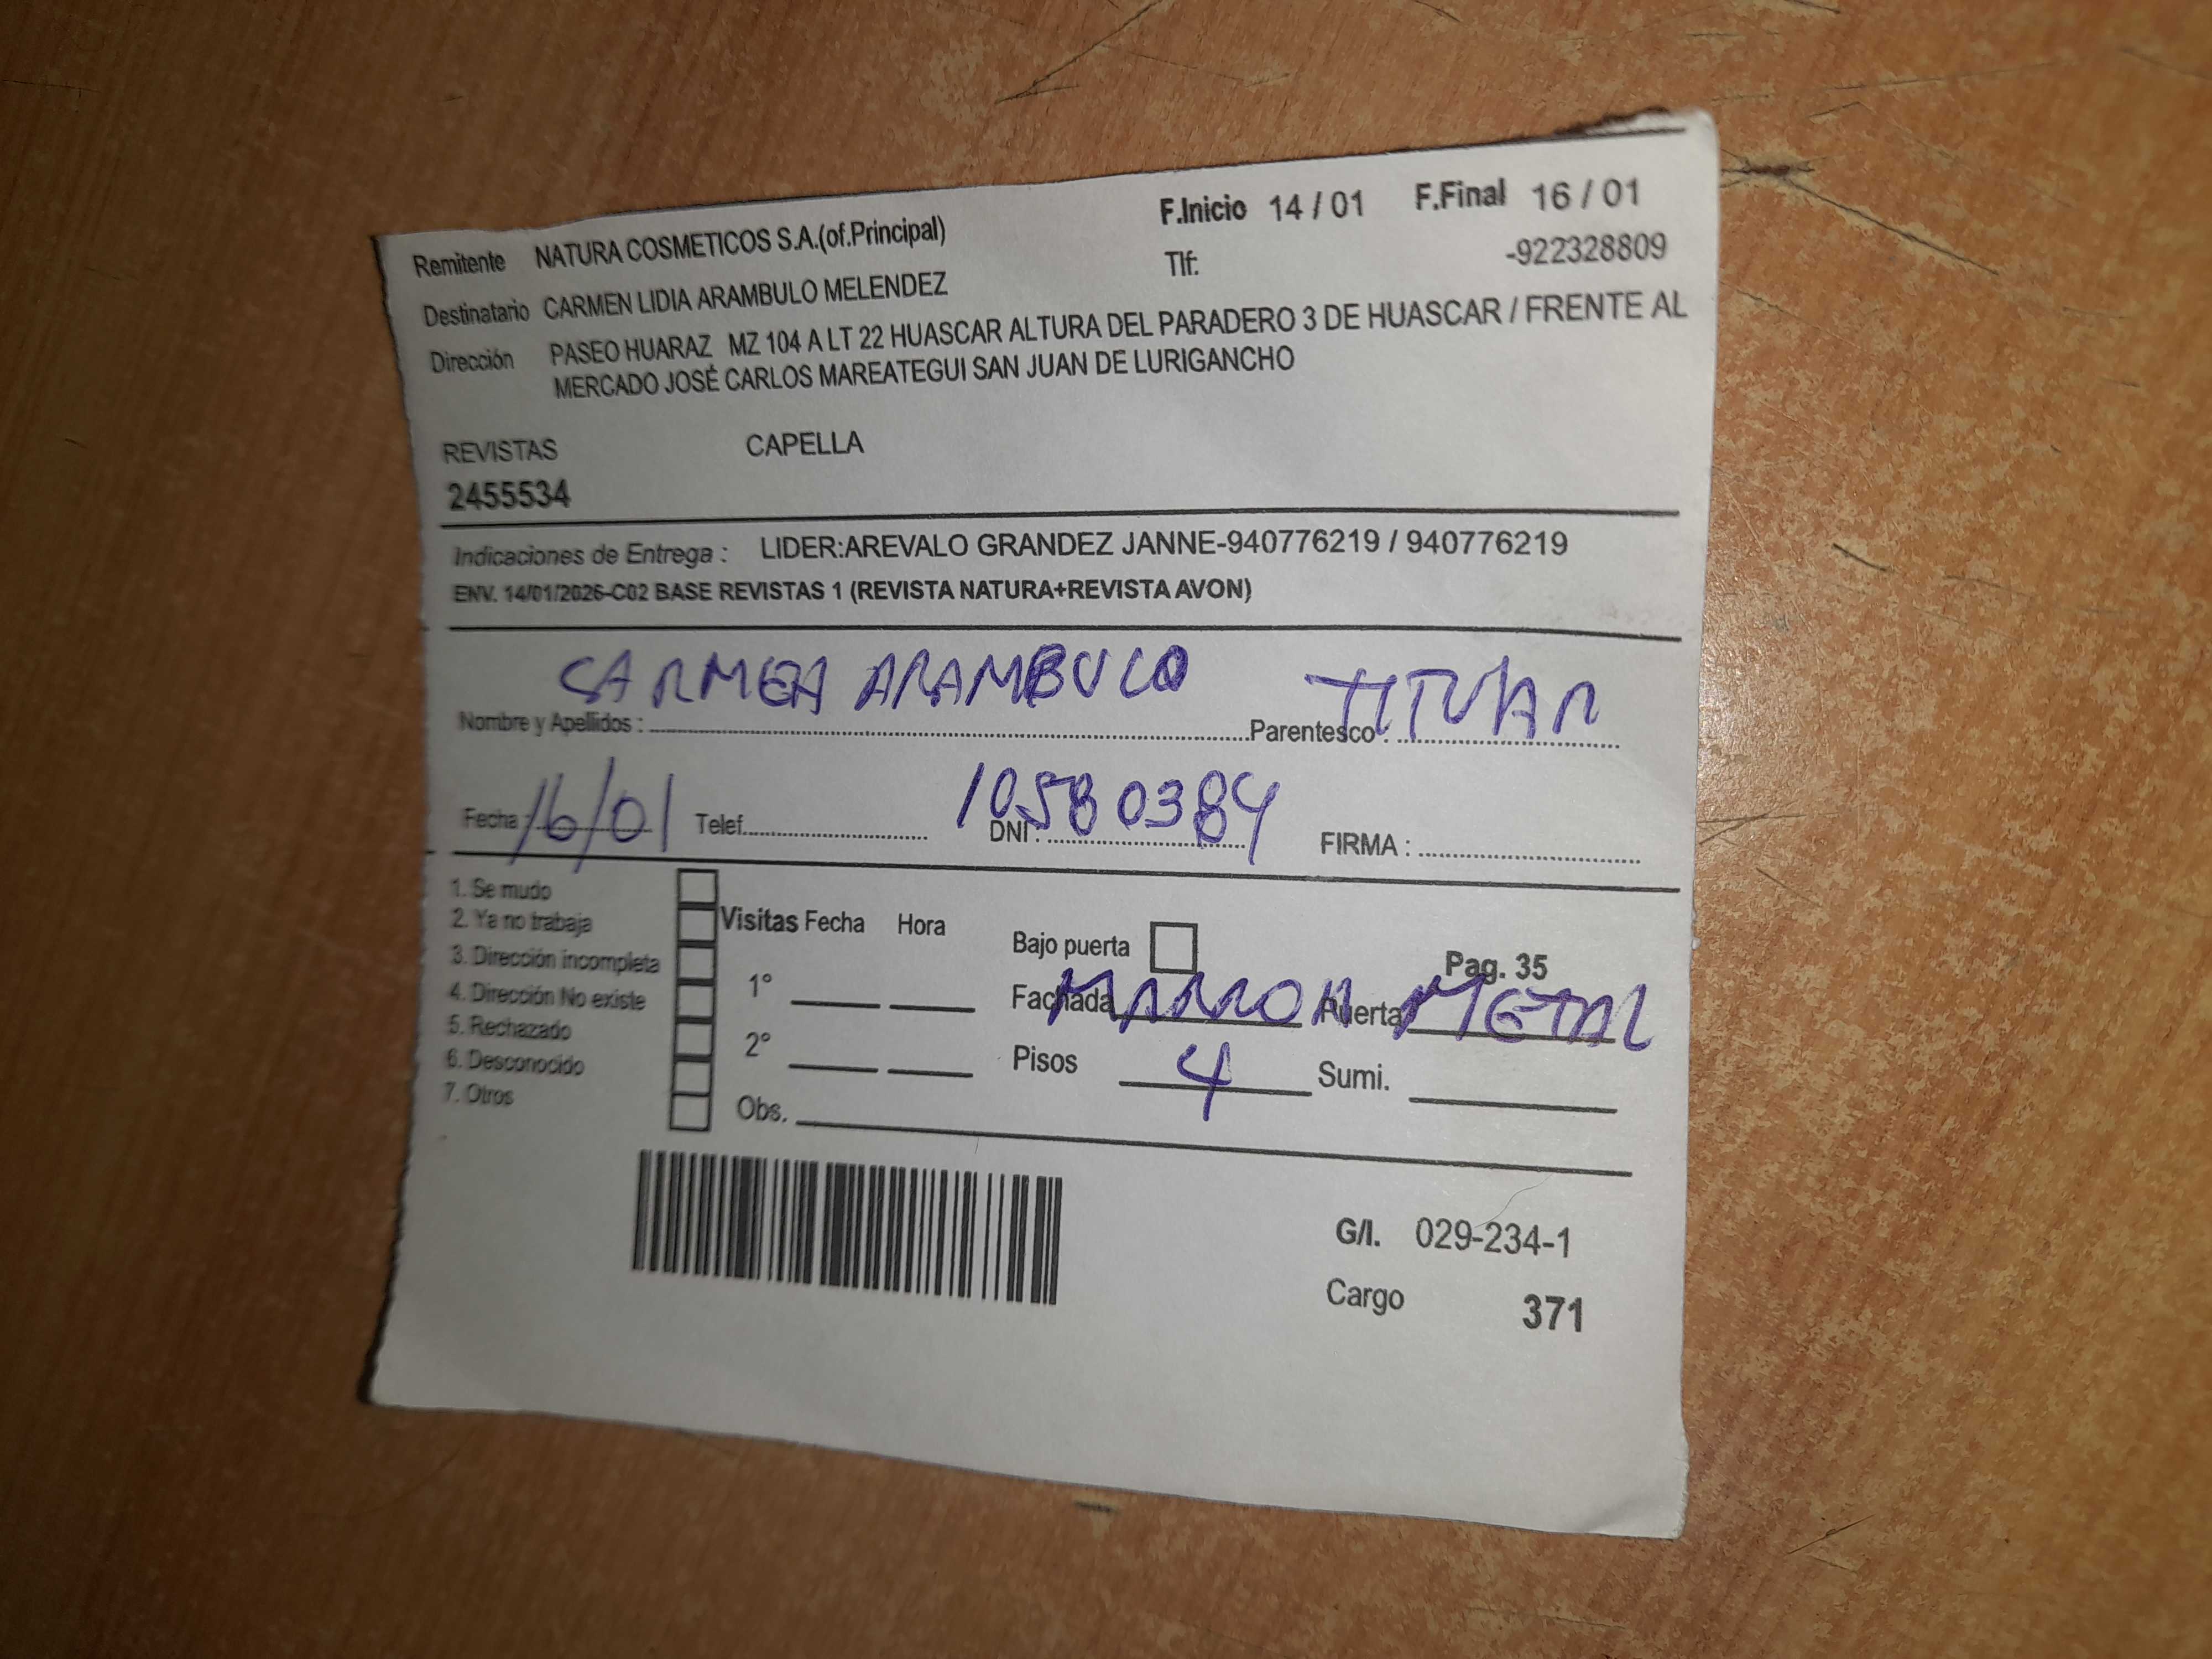 F.Inicio 14 / 01 F.Final 16 / 01
Remitente NATURA COSMETICOS S.A.(of.Principal) Tlf: -922328809
Destinatario CARMEN LIDIA ARAMBULO MELENDEZ
Dirección PASEO HUARAZ MZ 104 A LT 22 HUASCAR ALTURA DEL PARADERO 3 DE HUASCAR / FRENTE AL
MERCADO JOSÉ CARLOS MAREATEGUI SAN JUAN DE LURIGANCHO
REVISTAS CAPELLA
2455534
Indicaciones de Entrega : LIDER:AREVALO GRANDEZ JANNE-940776219 / 940776219
ENV. 14/01/2026-C02 BASE REVISTAS 1 (REVISTA NATURA+REVISTA AVON)
Nombre y Apellidos : CARMEN ARAMBULO Parentesco : TITULAR
Fecha : 16/01 Telef. DNI : 10580384 FIRMA :
1. Se mudo
2. Ya no trabaja
3. Dirección incompleta
4. Dirección No existe
5. Rechazado
6. Desconocido
7. Otros
Visitas Fecha Hora
1°
2°
Obs.
Bajo puerta Pag. 35
Fachada MARRON Puerta METAL
Pisos 4 Sumi.
G/I. 029-234-1
Cargo 371